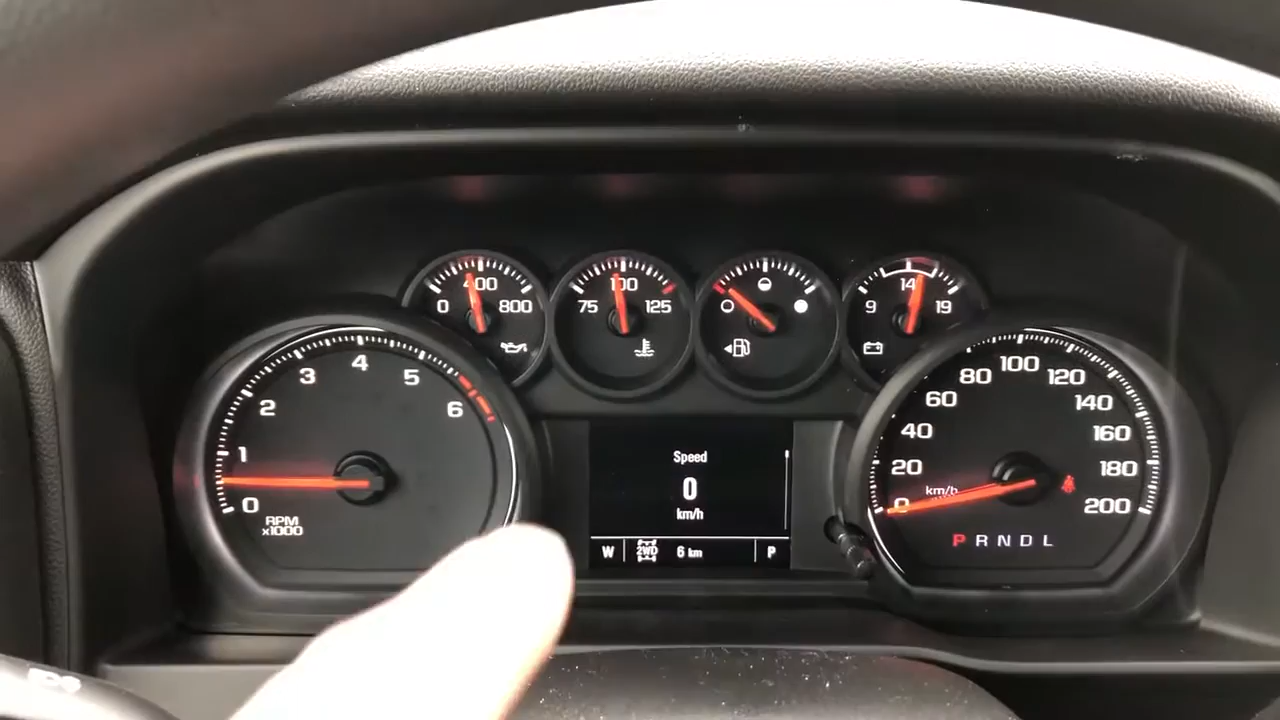 0 400 800
75 100 125
9 14 19
0 1 2 3 4 5 6
RPM
x1000
Speed
0
km/h
W 2WD 6 km P
0 20 40 60 80 100 120 140 160 180 200
km/h
P R N D L